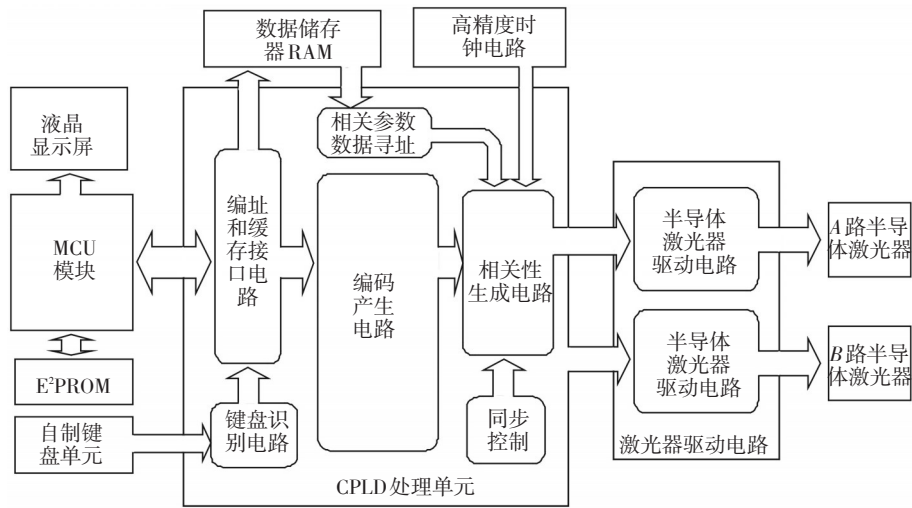 数据储存
器RAM
高精度时
钟电路
液晶
显示屏
相关参数
数据寻址
MCU
模块
编址
和缓
存接
口电
路
编码
产生
电路
相关性
生成电路
半导体
激光器
驱动电路
A路半导
体激光器
半导体
激光器
驱动电路
B路半导
体激光器
E²PROM
自制键
盘单元
键盘识
别电路
同步
控制
激光器驱动电路
CPLD处理单元